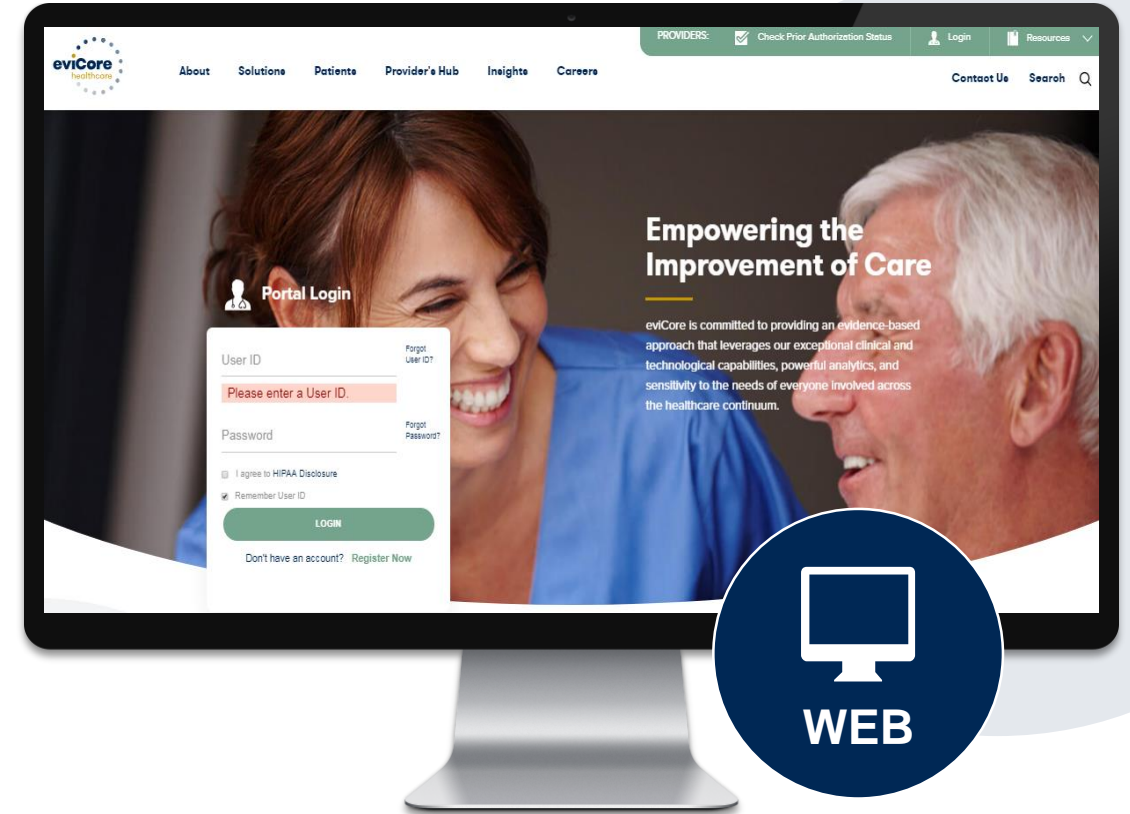 PROVIDERS: Check Prior Authorization Status Login Resources
eviCore
healthcare
About Solutions Patients Provider's Hub Insights Careers
Contact Us Search
Empowering the
Improvement of Care
eviCore is committed to providing an evidence-based
approach that leverages our exceptional clinical and
technological capabilities, powerful analytics, and
sensitivity to the needs of everyone involved across
the healthcare continuum.
Portal Login
User ID
Forgot
User ID?
Please enter a User ID.
Password
Forgot
Password?
I agree to HIPAA Disclosure
Remember User ID
LOGIN
Don't have an account? Register Now
WEB